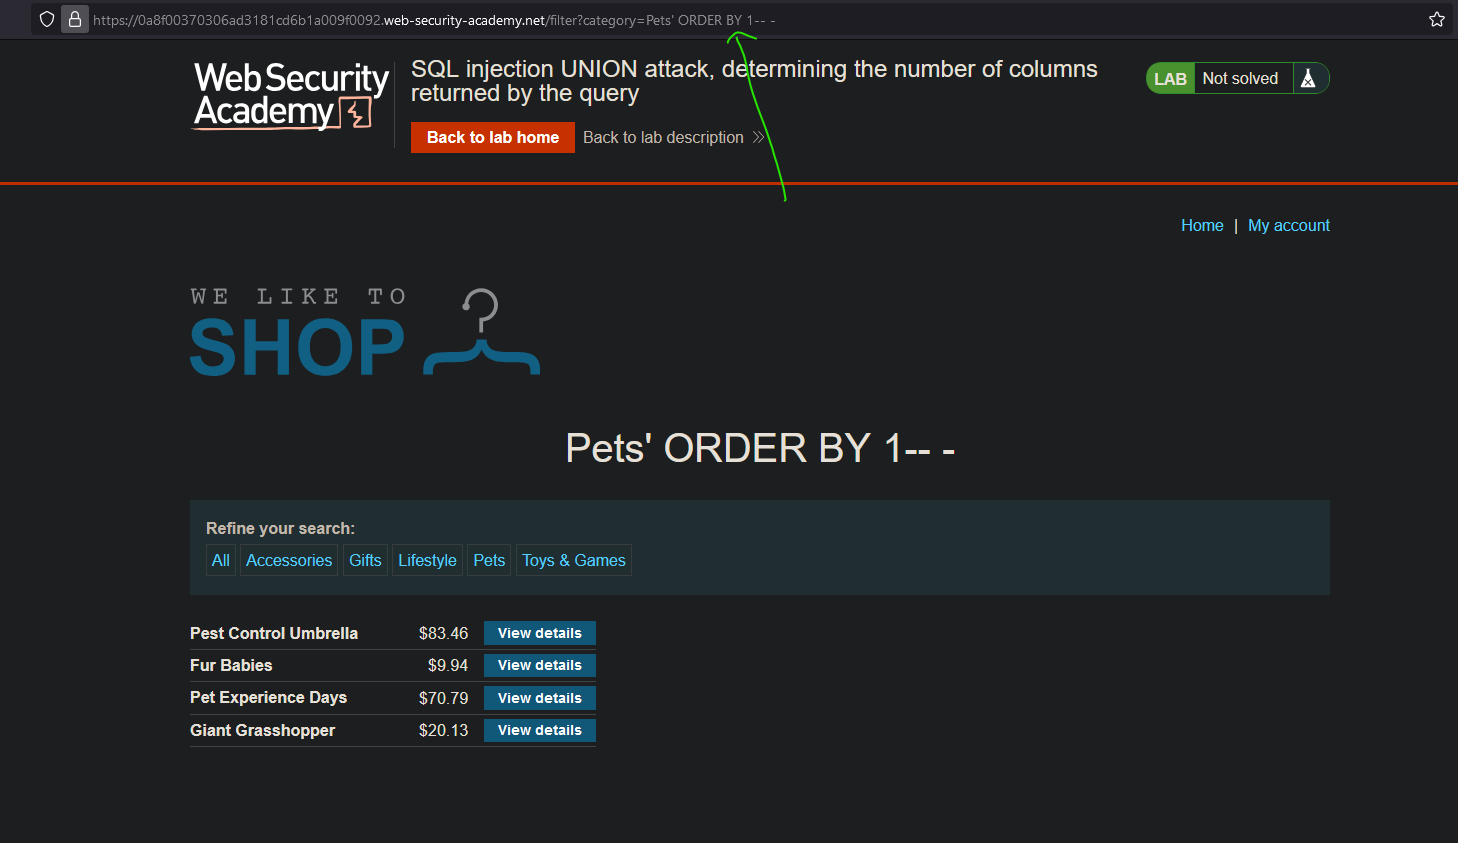 https://0a8f00370306ad3181cd6b1a009f0092.web-security-academy.net/filter?category=Pets' ORDER BY 1-- -
WebSecurity
Academy
SQL injection UNION attack, determining the number of columns
returned by the query
Back to lab home
Back to lab description
LAB
Not solved
Home | My account
WE LIKE TO
SHOP
Pets' ORDER BY 1-- -
Refine your search:
All Accessories Gifts Lifestyle Pets Toys & Games
Pest Control Umbrella $83.46 View details
Fur Babies $9.94 View details
Pet Experience Days $70.79 View details
Giant Grasshopper $20.13 View details